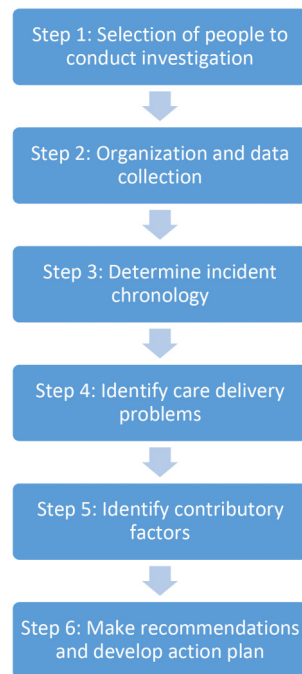 Step 1: Selection of people to
conduct investigation
Step 2: Organization and data
collection
Step 3: Determine incident
chronology
Step 4: Identify care delivery
problems
Step 5: Identify contributory
factors
Step 6: Make recommendations
and develop action plan